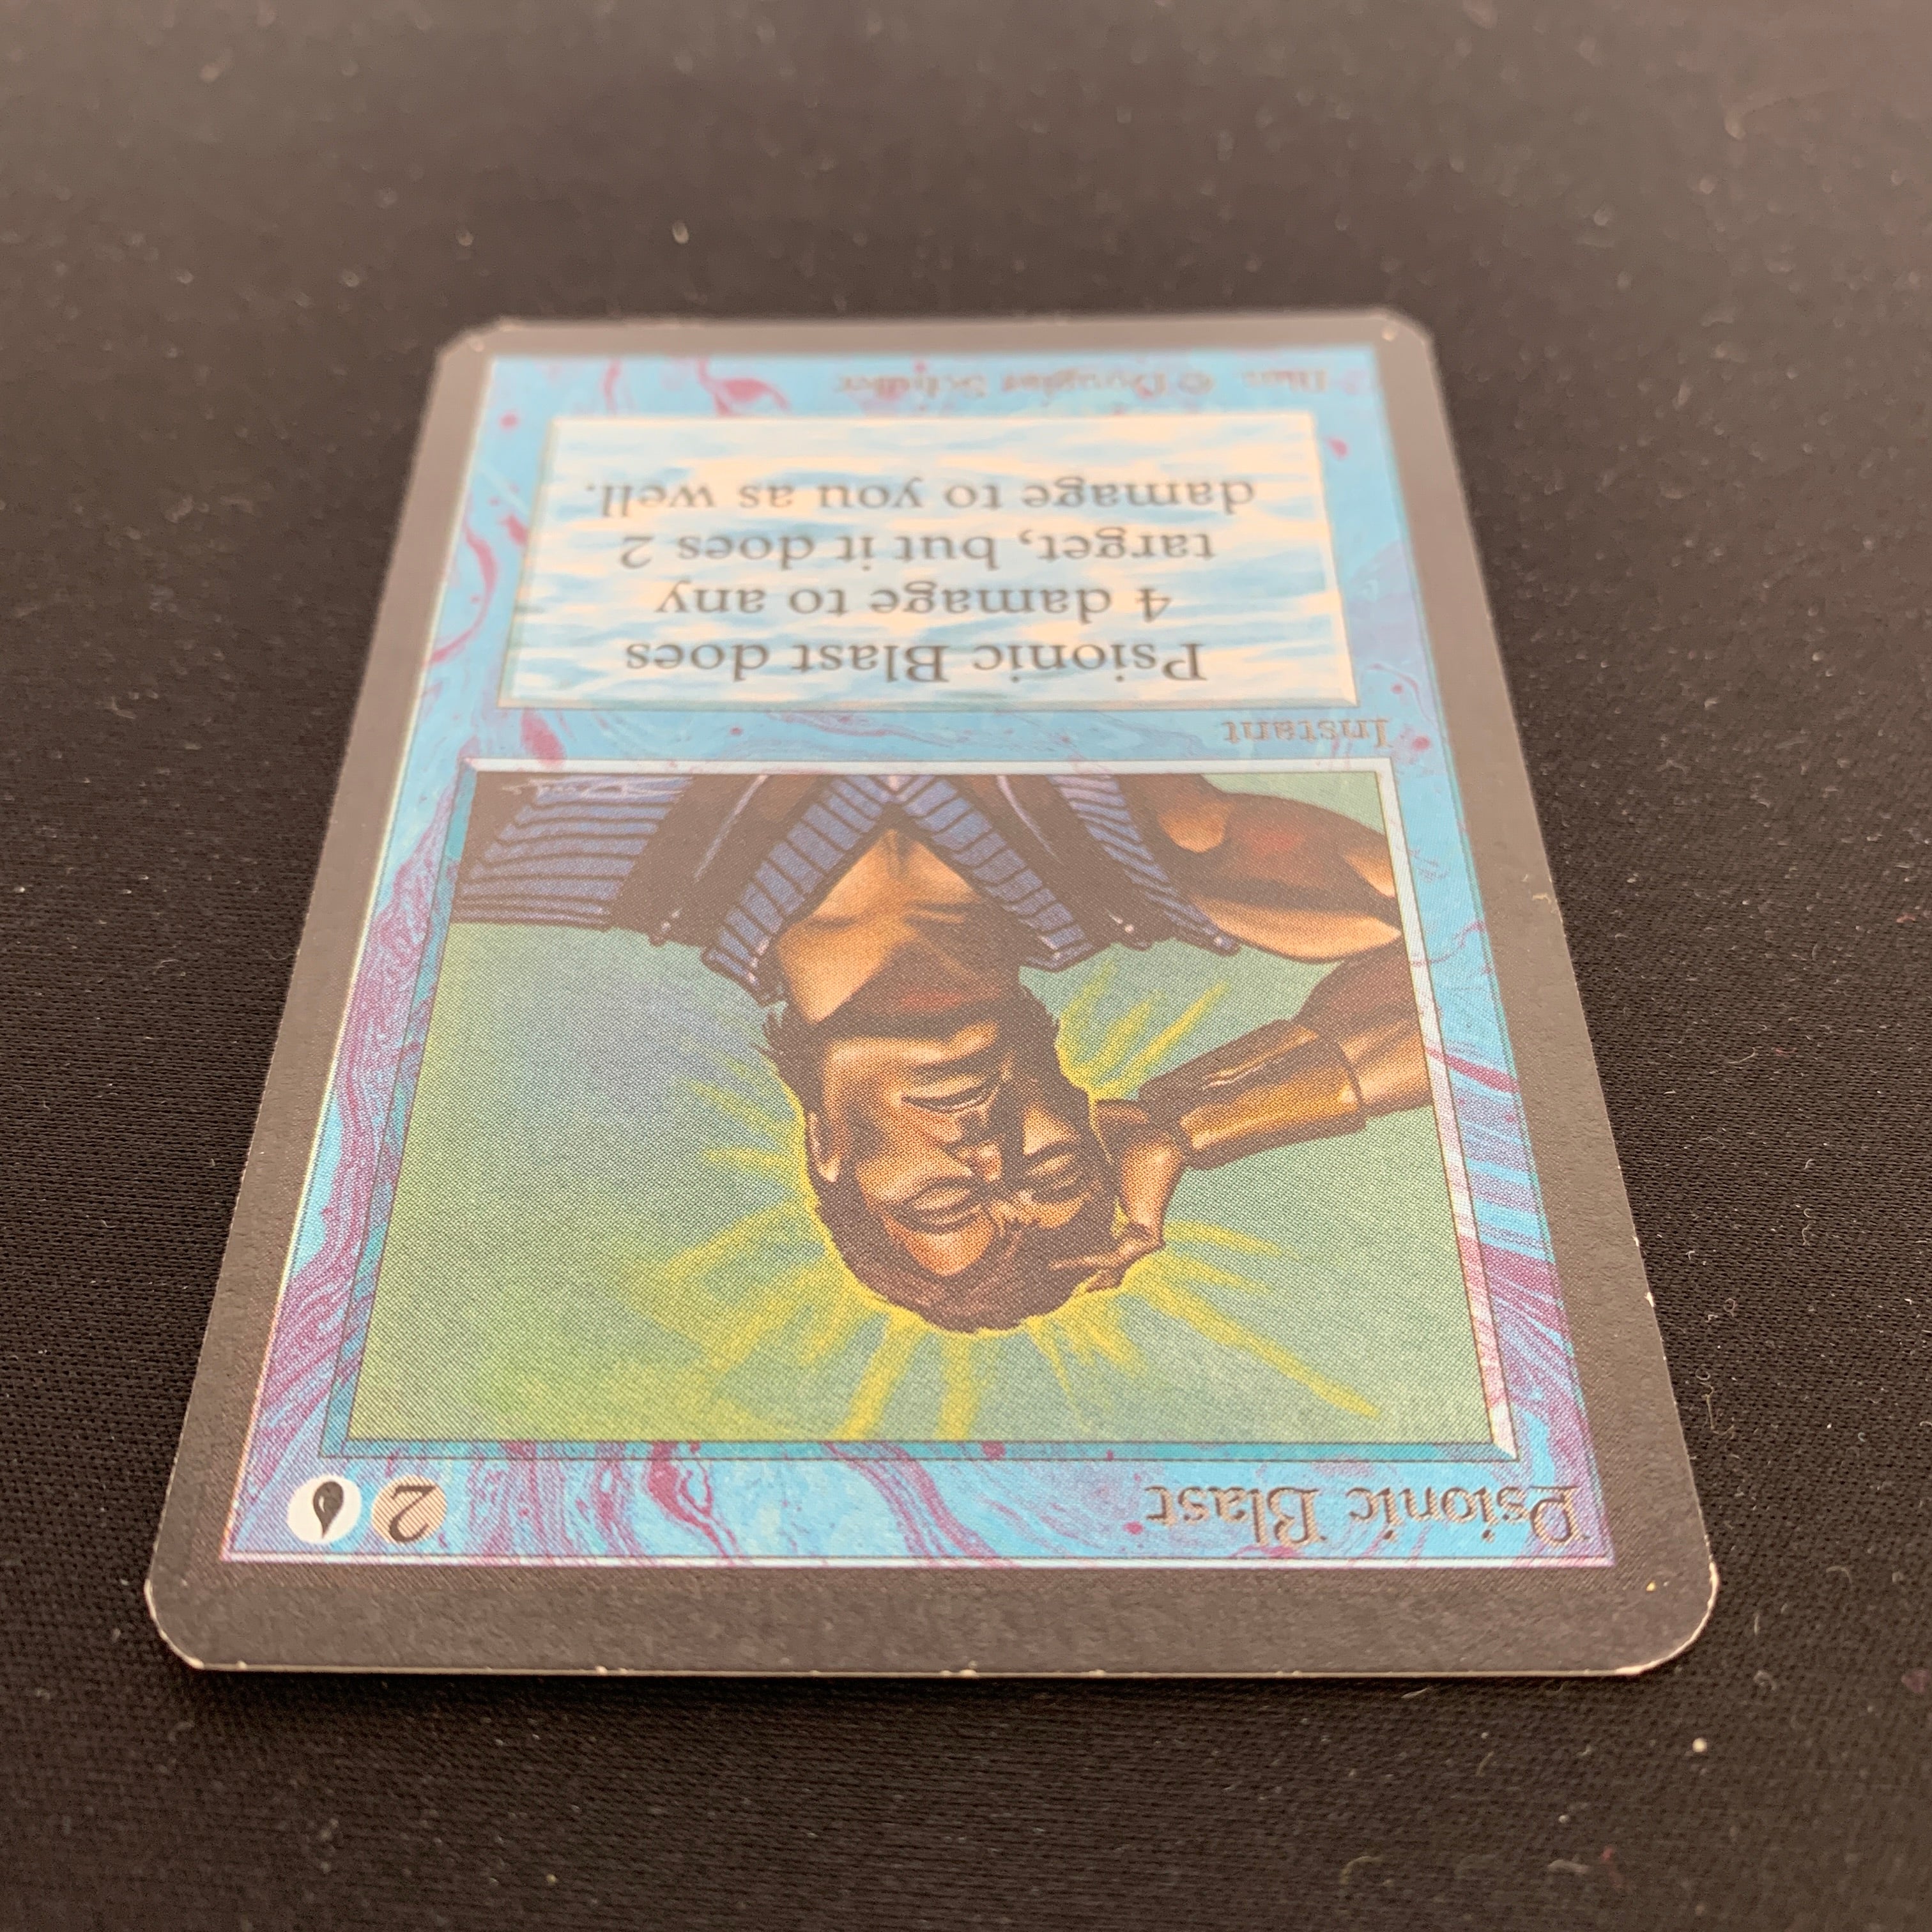 Psionic Blast 2
Instant
Psionic Blast does
4 damage to any
target, but it does 2
damage to you as well.
Illus. © Douglas Schuler